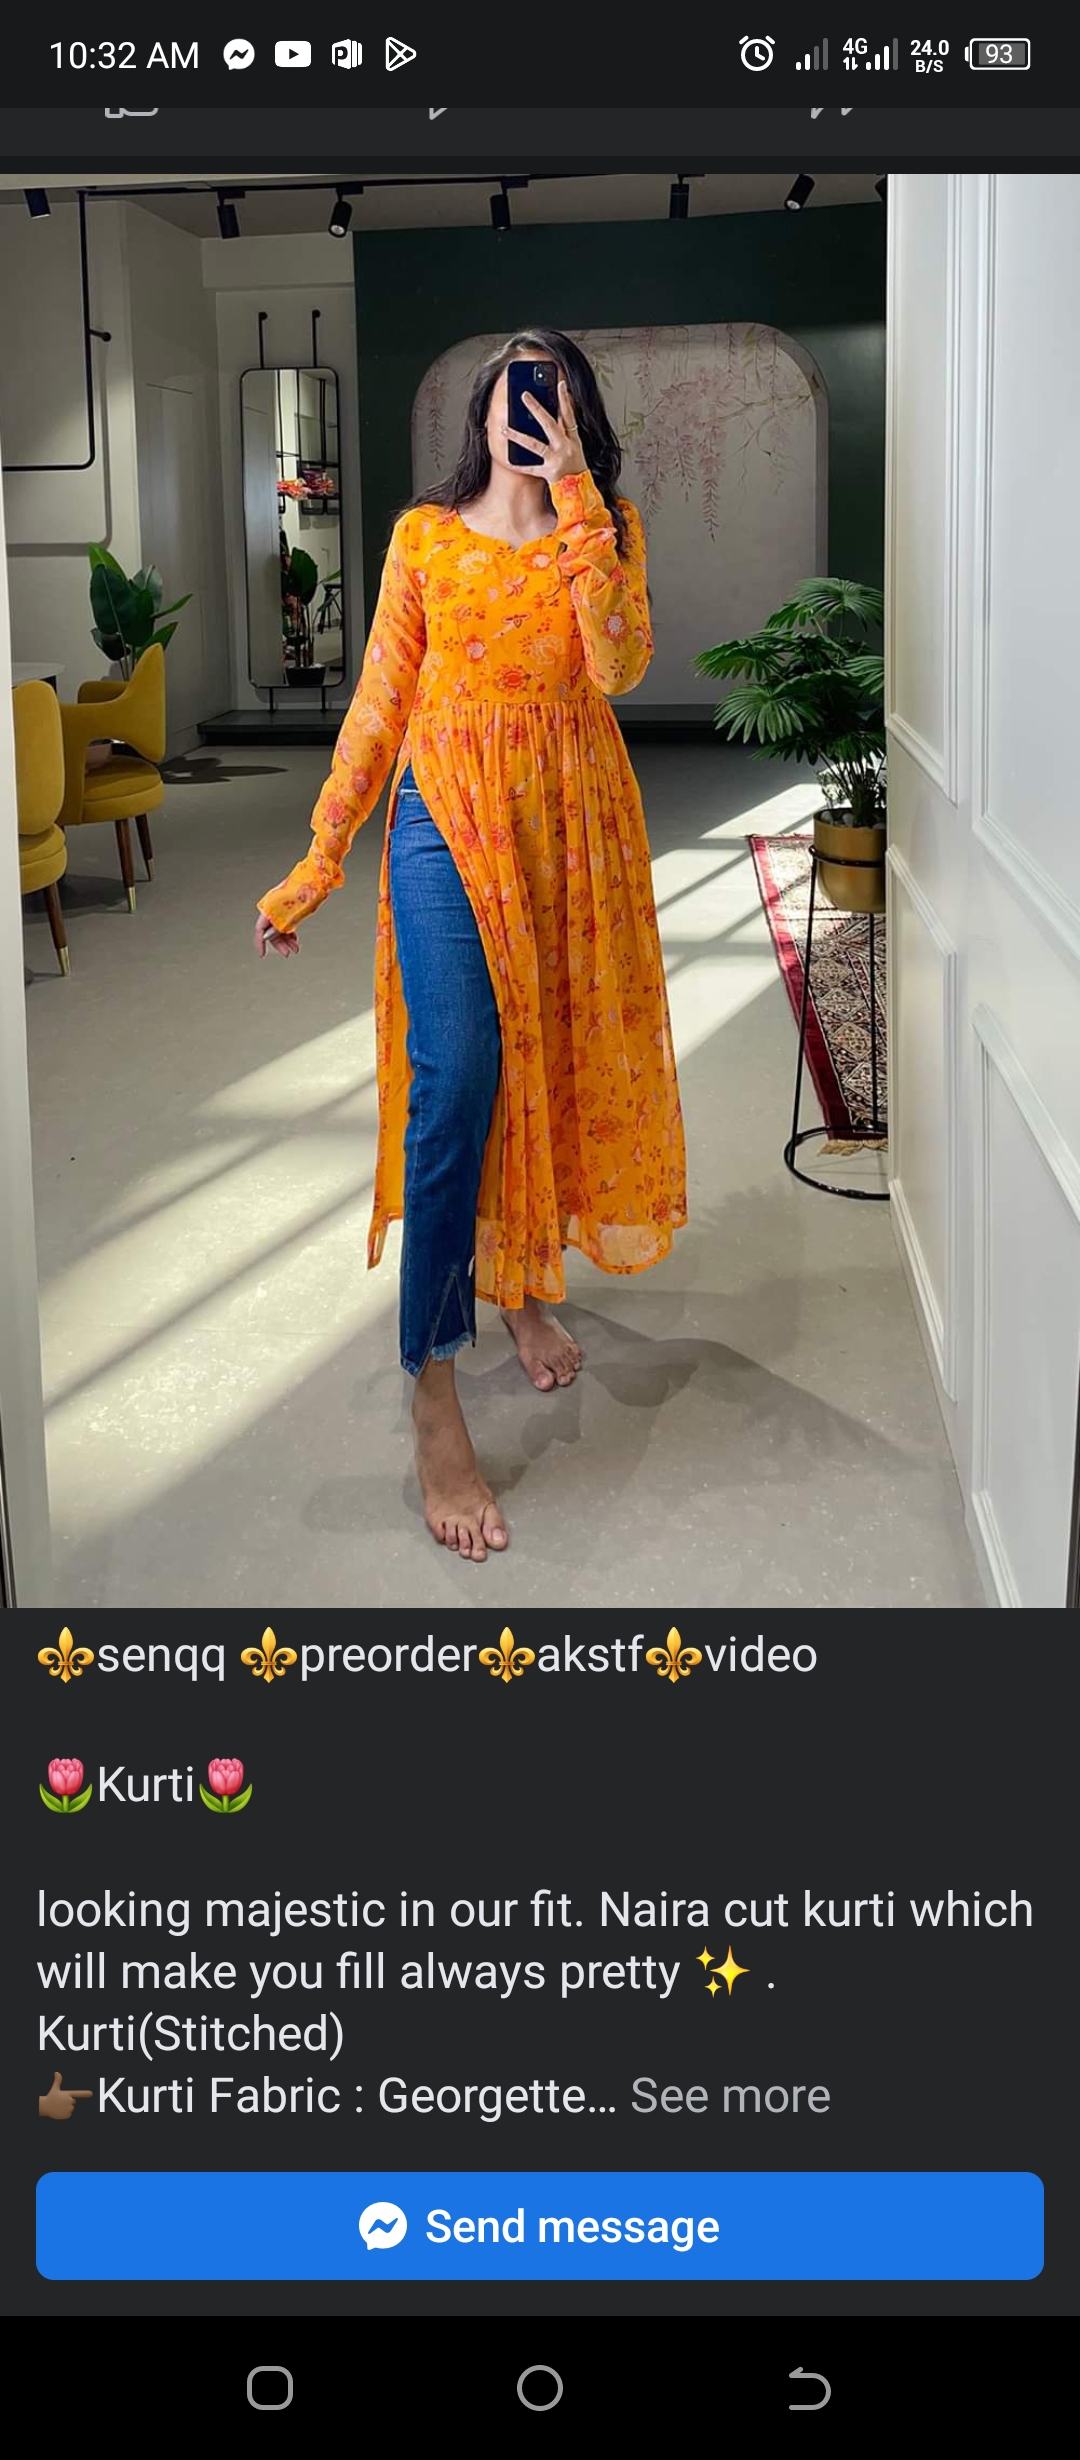 10:32 AM 4G 24.0 B/S 93
⚜️senqq ⚜️preorder⚜️akstf⚜️video
🌷Kurti🌷
looking majestic in our fit. Naira cut kurti which
will make you fill always pretty ✨ .
Kurti(Stitched)
👉🏾Kurti Fabric : Georgette... See more
Send message